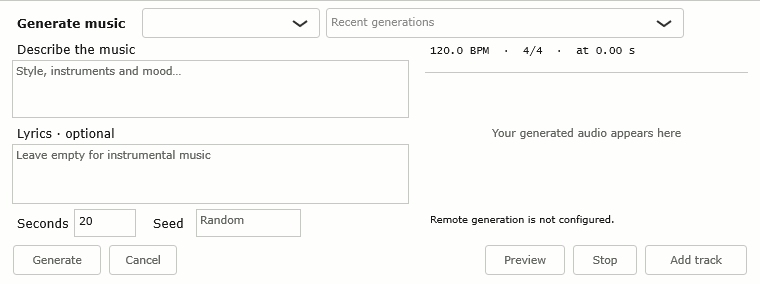 Generate music
Recent generations
Describe the music
120.0 BPM · 4/4 · at 0.00 s
Style, instruments and mood...
Your generated audio appears here
Lyrics · optional
Leave empty for instrumental music
Seconds 20 Seed Random
Remote generation is not configured.
Generate Cancel Preview Stop Add track